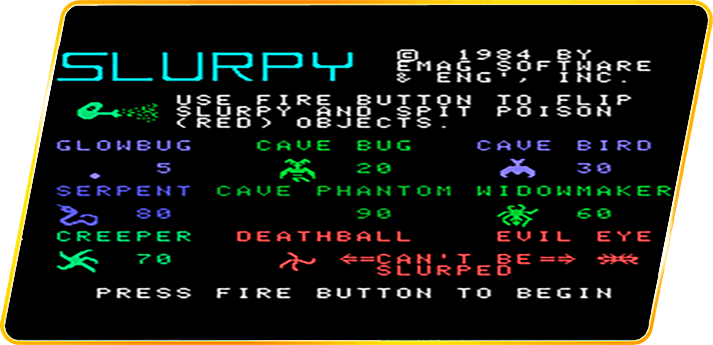 SLURPY
© 1984 BY
EMAG SOFTWARE
& ENG', INC.
USE FIRE BUTTON TO FLIP
SLURPY AND SPIT POISON
(RED) OBJECTS.
GLOWBUG CAVE BUG CAVE BIRD
5 20 30
SERPENT CAVE PHANTOM WIDOWMAKER
80 90 60
CREEPER DEATHBALL EVIL EYE
70 ⇐CAN'T BE⇒
SLURPED
PRESS FIRE BUTTON TO BEGIN